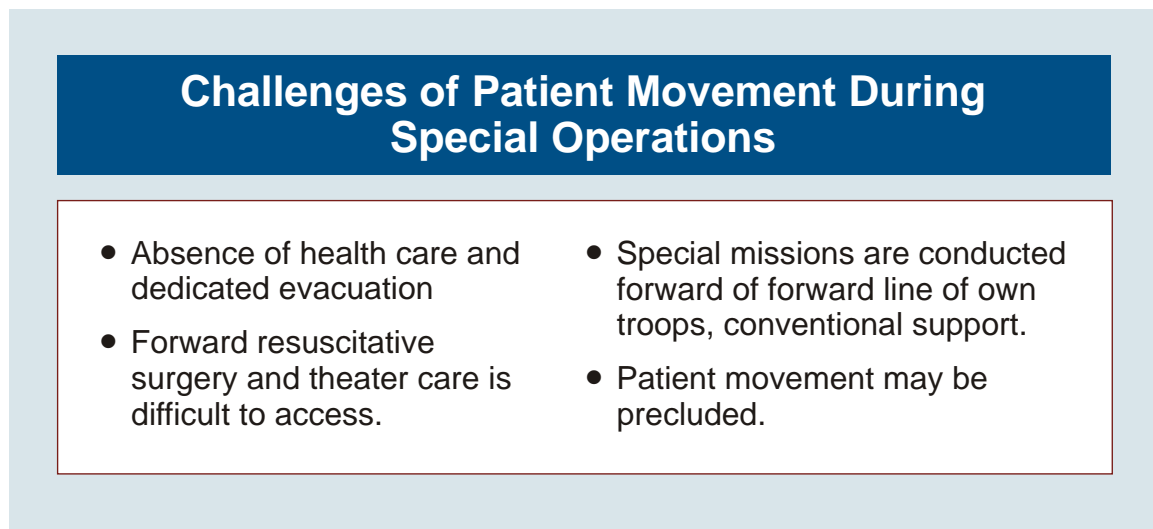 Challenges of Patient Movement During
Special Operations
● Absence of health care and
dedicated evacuation
● Forward resuscitative
surgery and theater care is
difficult to access.
● Special missions are conducted
forward of forward line of own
troops, conventional support.
● Patient movement may be
precluded.